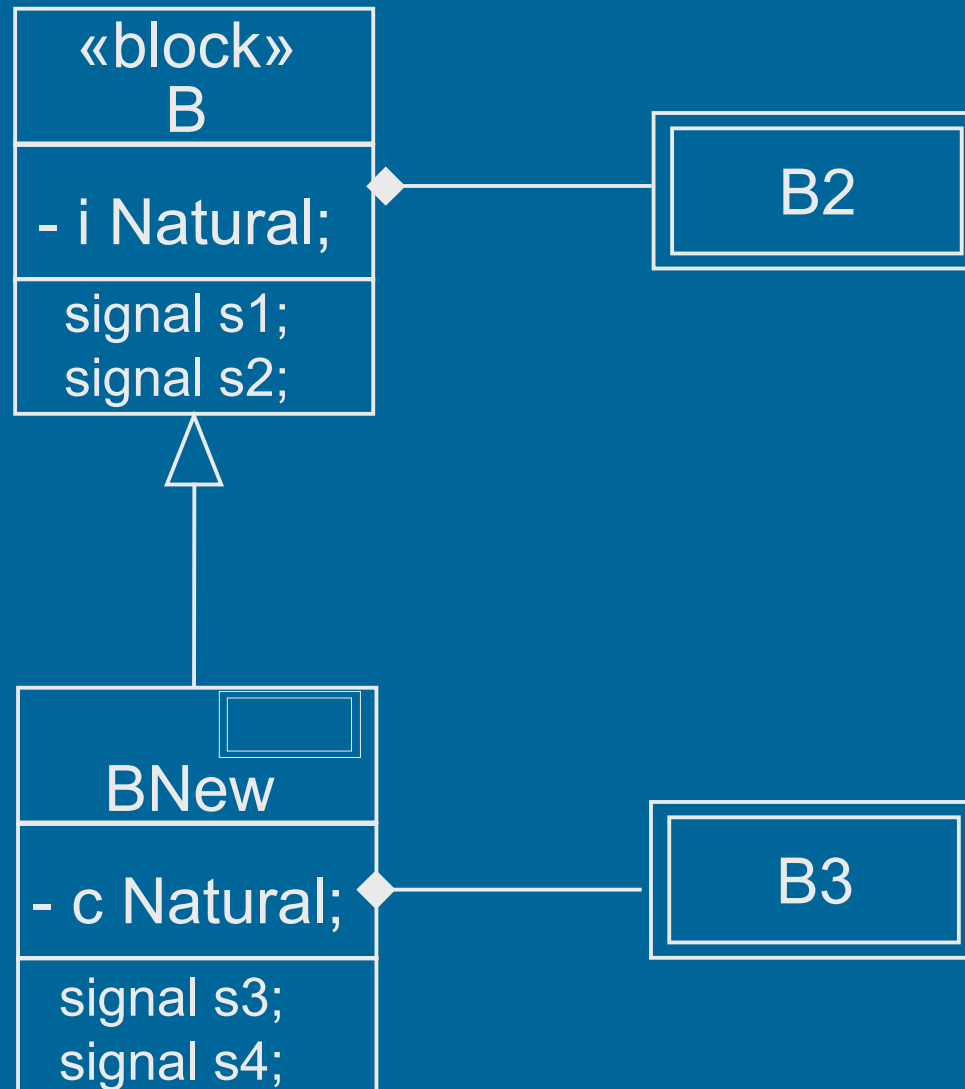 «block»
B
- i Natural;
signal s1;
signal s2;
B2
BNew
- c Natural;
signal s3;
signal s4;
B3